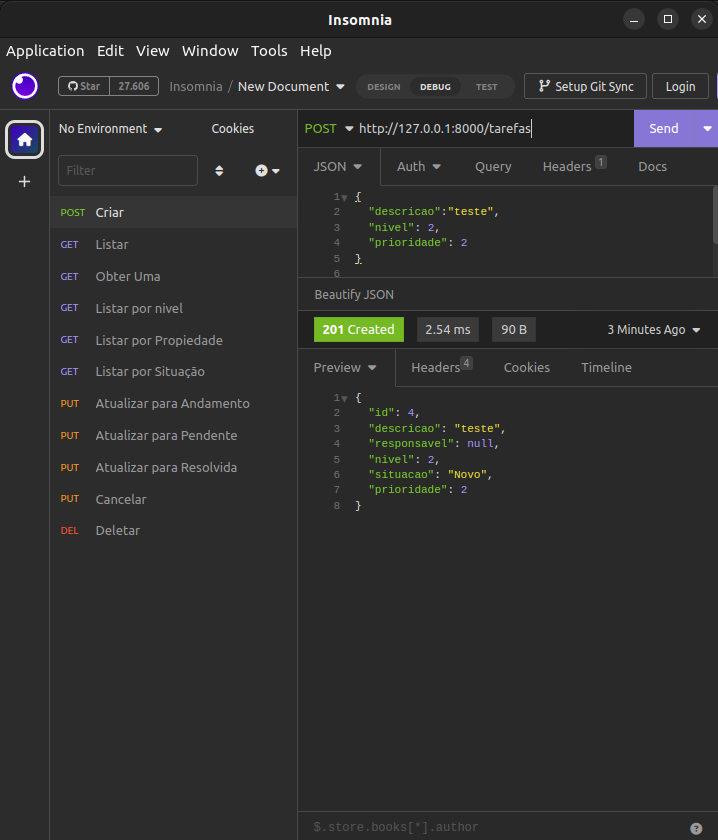 Insomnia
Application Edit View Window Tools Help
Star 27.606 Insomnia / New Document DESIGN DEBUG TEST Setup Git Sync Login
No Environment Cookies
Filter
POST Criar
GET Listar
GET Obter Uma
GET Listar por nivel
GET Listar por Propiedade
GET Listar por Situação
PUT Atualizar para Andamento
PUT Atualizar para Pendente
PUT Atualizar para Resolvida
PUT Cancelar
DEL Deletar
POST http://127.0.0.1:8000/tarefas Send
JSON Auth Query Headers 1 Docs
1 {
2 "descricao":"teste",
3 "nivel": 2,
4 "prioridade": 2
5 }
6
Beautify JSON
201 Created 2.54 ms 90 B 3 Minutes Ago
Preview Headers 4 Cookies Timeline
1 {
2 "id": 4,
3 "descricao": "teste",
4 "responsavel": null,
5 "nivel": 2,
6 "situacao": "Novo",
7 "prioridade": 2
8 }
$.store.books[*].author ?